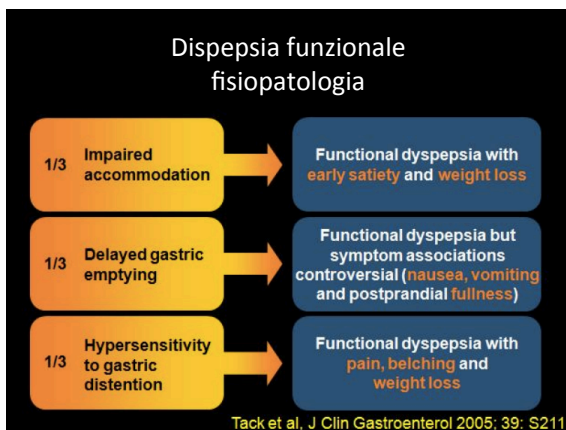 Dispepsia funzionale
fisiopatologia
1/3 Impaired
accommodation
Functional dyspepsia with
early satiety and weight loss
1/3 Delayed gastric
emptying
Functional dyspepsia but
symptom associations
controversial (nausea, vomiting
and postprandial fullness)
1/3 Hypersensitivity
to gastric
distention
Functional dyspepsia with
pain, belching and
weight loss
Tack et al, J Clin Gastroenterol 2005; 39: S211